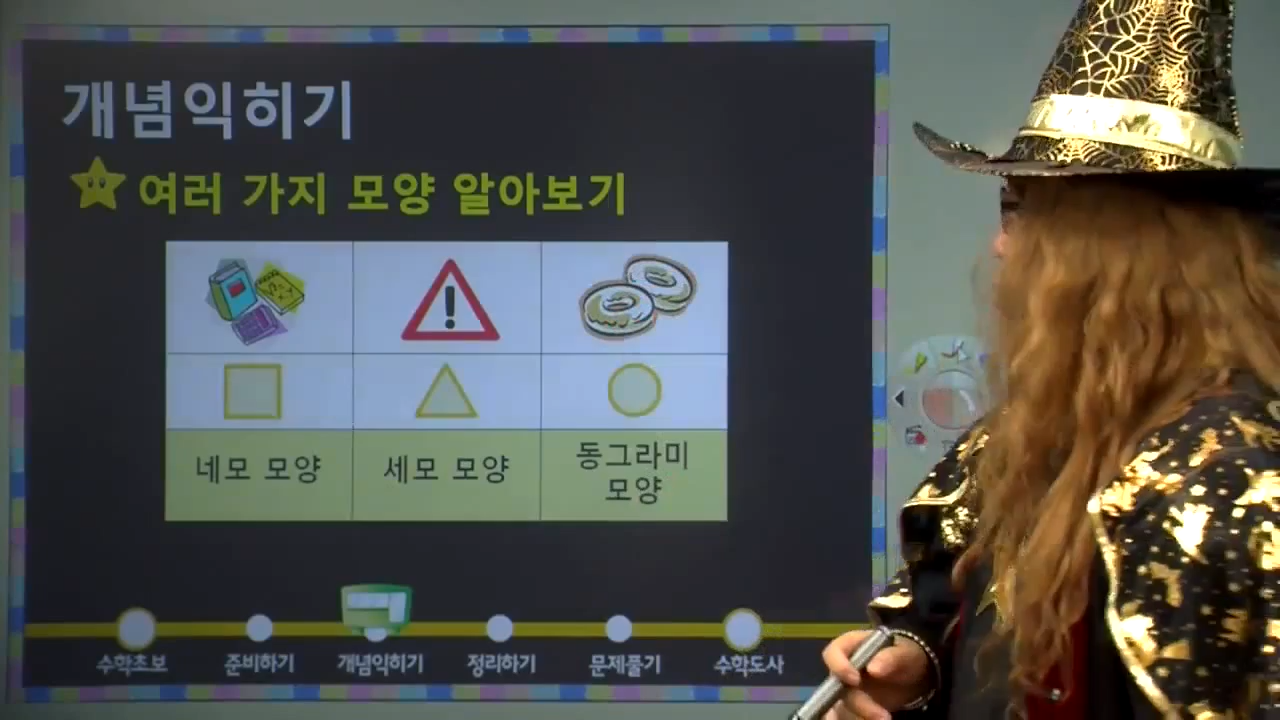 개념익히기
여러 가지 모양 알아보기
네모 모양
세모 모양
동그라미
모양
수학초보
준비하기
개념익히기
정리하기
문제풀기
수학도사